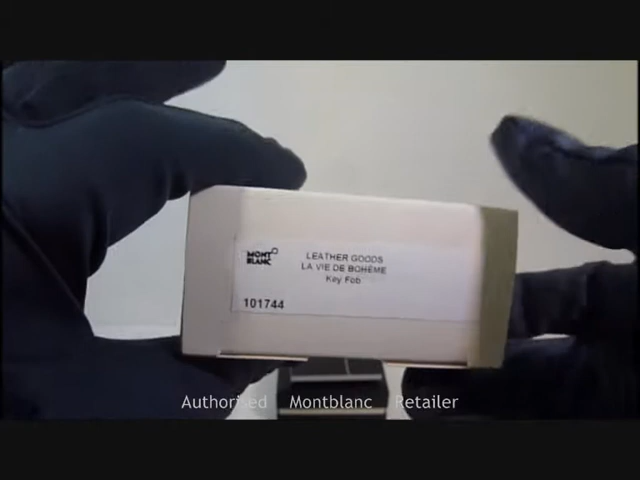 MONT
BLANC
LEATHER GOODS
LA VIE DE BOHÈME
Key Fob
101744
Authorised Montblanc Retailer